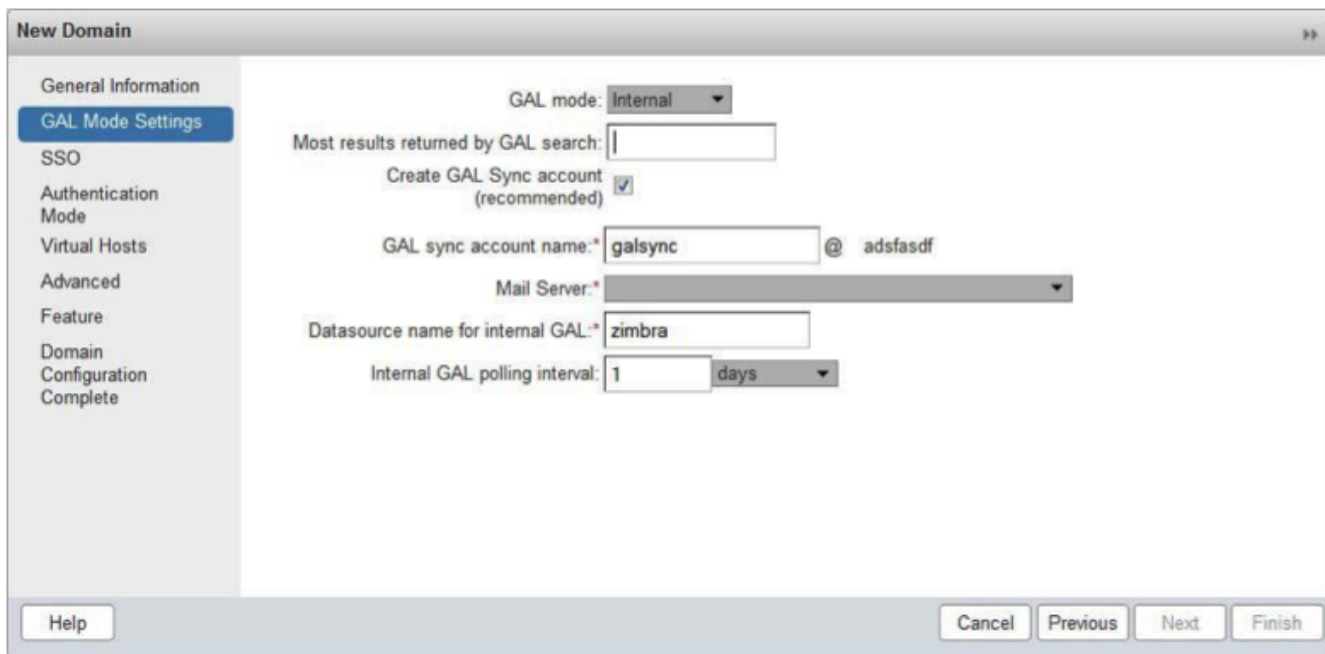 New Domain
General Information
GAL Mode Settings
SSO
Authentication
Mode
Virtual Hosts
Advanced
Feature
Domain
Configuration
Complete
GAL mode: Internal
Most results returned by GAL search:
Create GAL Sync account
(recommended)
GAL sync account name:* galsync @ adsfasdf
Mail Server:*
Datasource name for internal GAL:* zimbra
Internal GAL polling interval: 1 days
Help Cancel Previous Next Finish